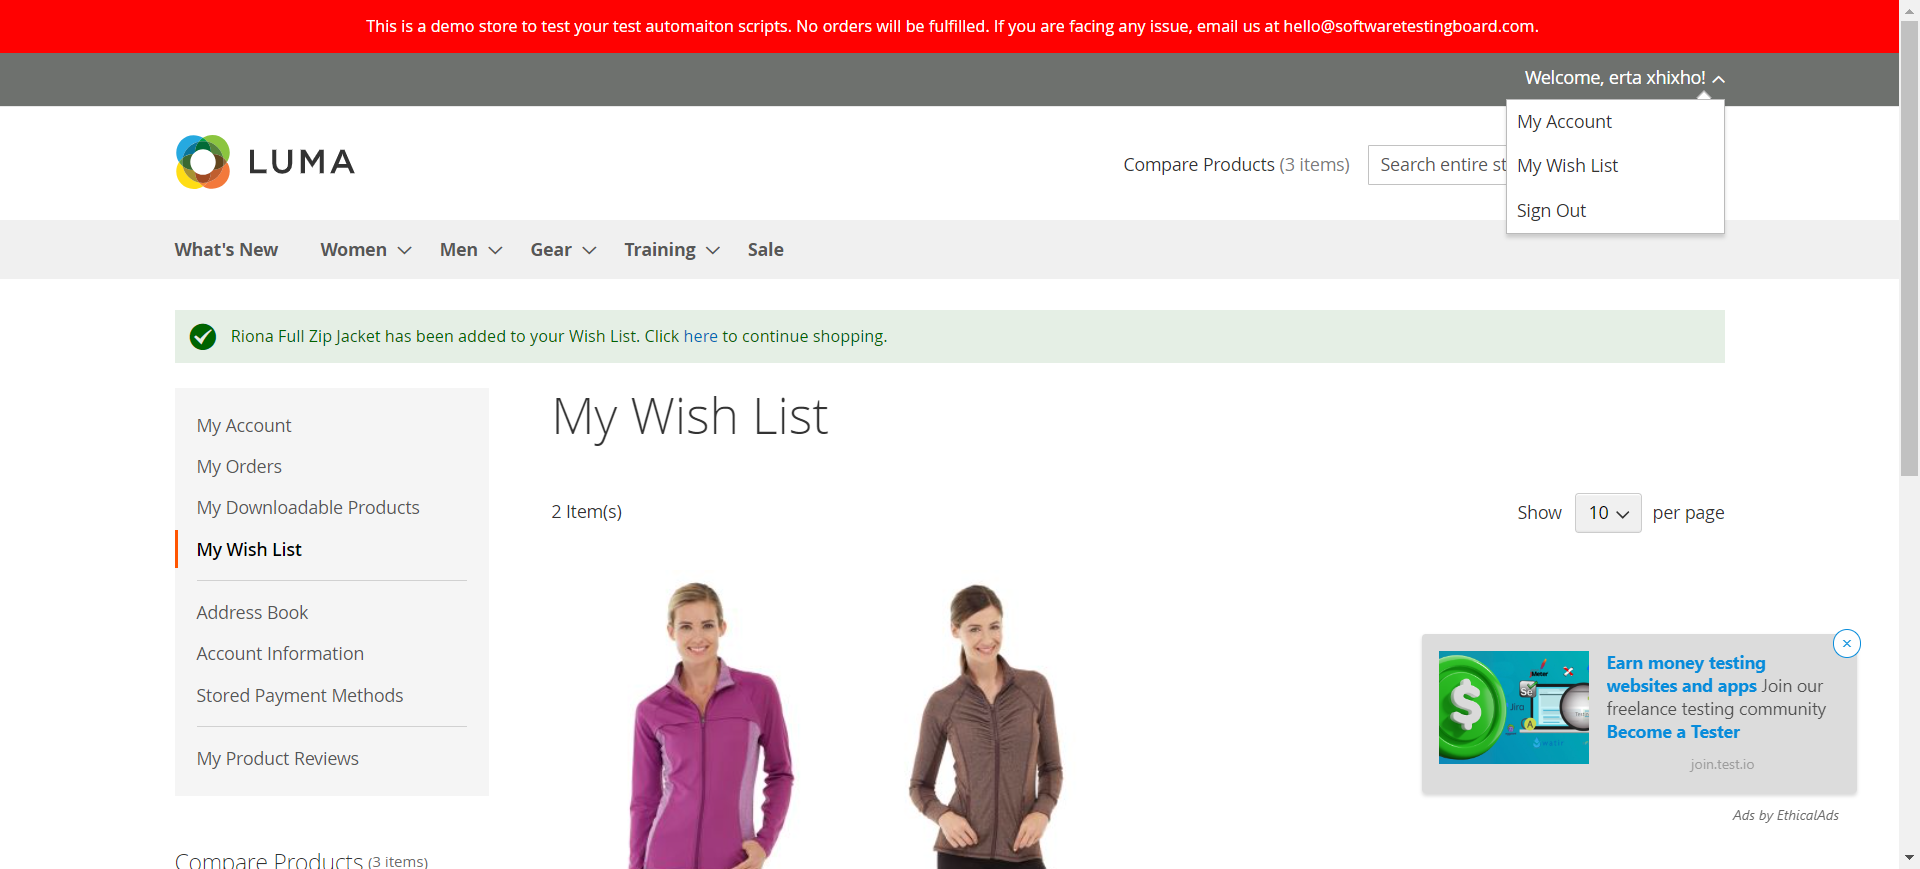 This is a demo store to test your test automaiton scripts. No orders will be fulfilled. If you are facing any issue, email us at hello@softwaretestingboard.com.
Welcome, erta xhixho!
My Account
My Wish List
Sign Out
LUMA
Compare Products (3 items)
Search entire st
What's New
Women
Men
Gear
Training
Sale
Riona Full Zip Jacket has been added to your Wish List. Click here to continue shopping.
My Account
My Orders
My Downloadable Products
My Wish List
Address Book
Account Information
Stored Payment Methods
My Product Reviews
Compare Products (3 items)
My Wish List
2 Item(s)
Show 10 per page
Earn money testing
websites and apps Join our
freelance testing community
Become a Tester
join.test.io
Ads by EthicalAds
Se
Jira
A